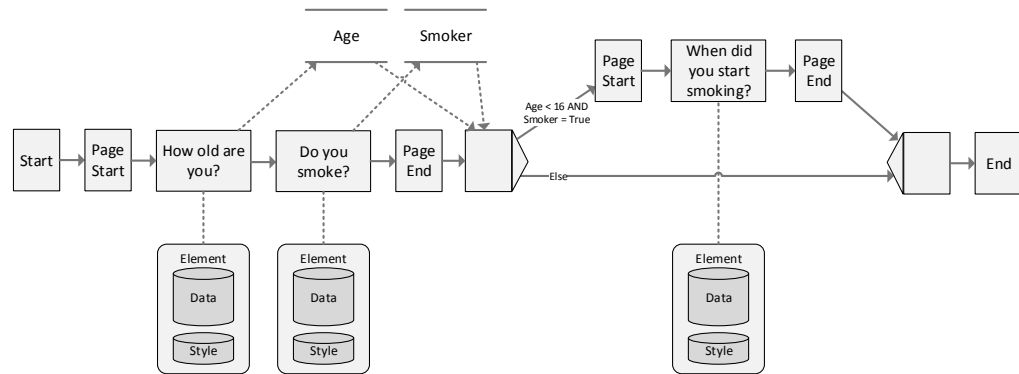 Age
Smoker
Page
Start
When did
you start
smoking?
Page
End
Age < 16 AND
Smoker = True
Start
Page
Start
How old are
you?
Do you
smoke?
Page
End
Else
End
Element
Data
Style
Element
Data
Style
Element
Data
Style